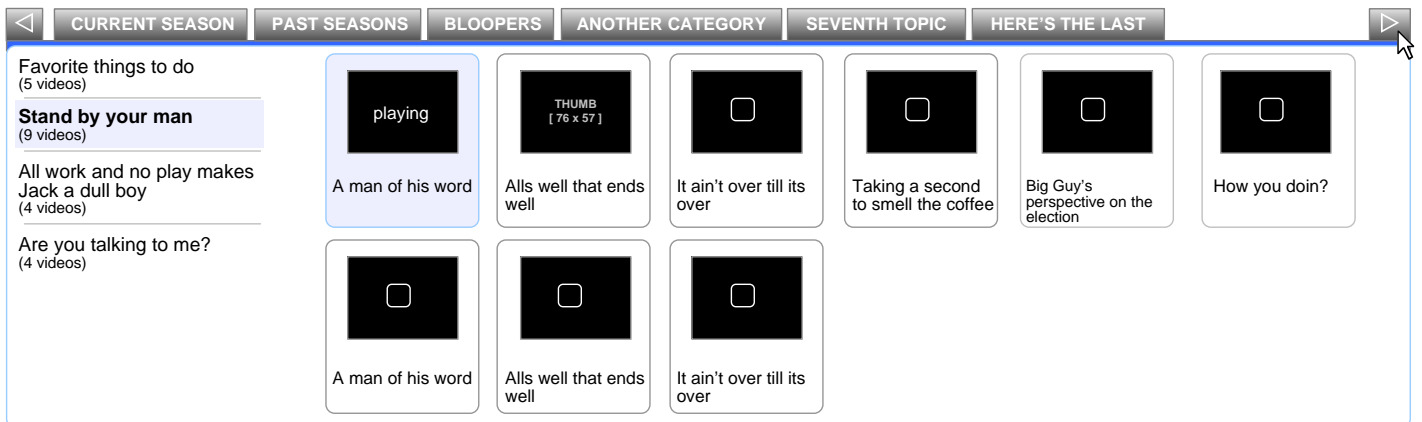 CURRENT SEASON
PAST SEASONS
BLOOPERS
ANOTHER CATEGORY
SEVENTH TOPIC
HERE'S THE LAST
Favorite things to do
(5 videos)
Stand by your man
(9 videos)
All work and no play makes
Jack a dull boy
(4 videos)
Are you talking to me?
(4 videos)
playing
A man of his word
THUMB
[ 76 x 57 ]
Alls well that ends
well
It ain't over till its
over
Taking a second
to smell the coffee
Big Guy's
perspective on the
election
How you doin?
A man of his word
Alls well that ends
well
It ain't over till its
over